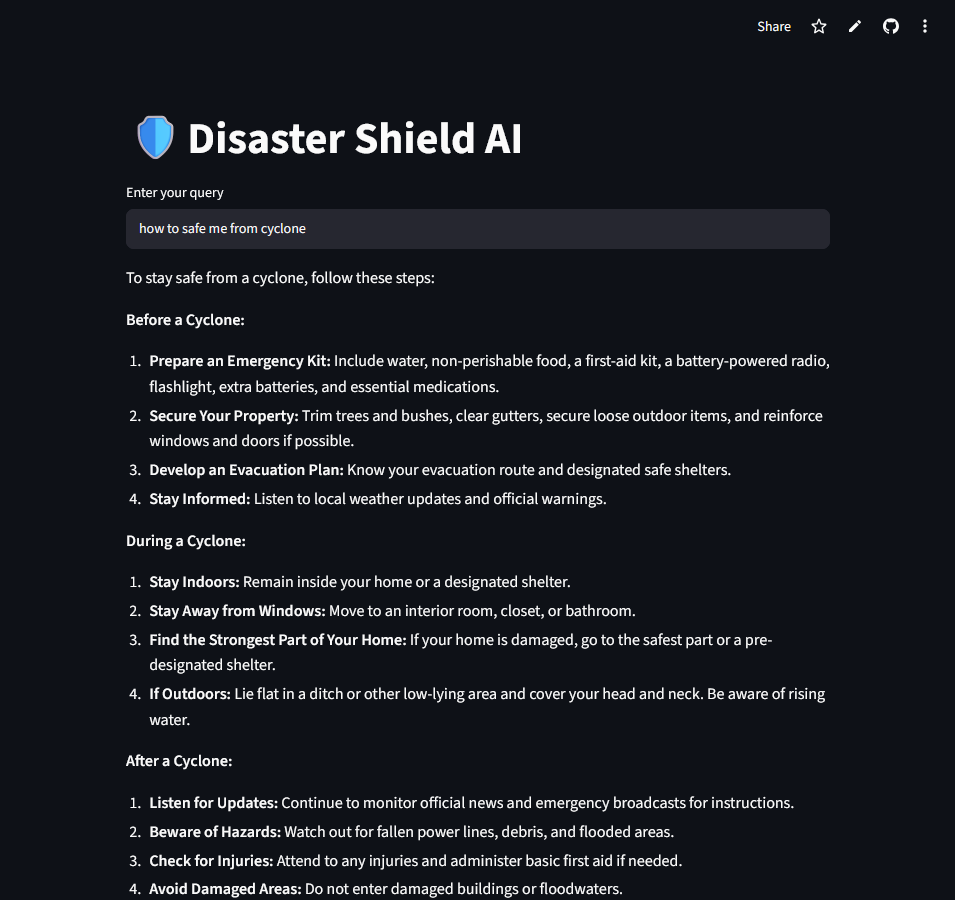 Share
Disaster Shield AI
Enter your query
how to safe me from cyclone
To stay safe from a cyclone, follow these steps:
Before a Cyclone:
1. Prepare an Emergency Kit: Include water, non-perishable food, a first-aid kit, a battery-powered radio,
flashlight, extra batteries, and essential medications.
2. Secure Your Property: Trim trees and bushes, clear gutters, secure loose outdoor items, and reinforce
windows and doors if possible.
3. Develop an Evacuation Plan: Know your evacuation route and designated safe shelters.
4. Stay Informed: Listen to local weather updates and official warnings.
During a Cyclone:
1. Stay Indoors: Remain inside your home or a designated shelter.
2. Stay Away from Windows: Move to an interior room, closet, or bathroom.
3. Find the Strongest Part of Your Home: If your home is damaged, go to the safest part or a pre-
designated shelter.
4. If Outdoors: Lie flat in a ditch or other low-lying area and cover your head and neck. Be aware of rising
water.
After a Cyclone:
1. Listen for Updates: Continue to monitor official news and emergency broadcasts for instructions.
2. Beware of Hazards: Watch out for fallen power lines, debris, and flooded areas.
3. Check for Injuries: Attend to any injuries and administer basic first aid if needed.
4. Avoid Damaged Areas: Do not enter damaged buildings or floodwaters.